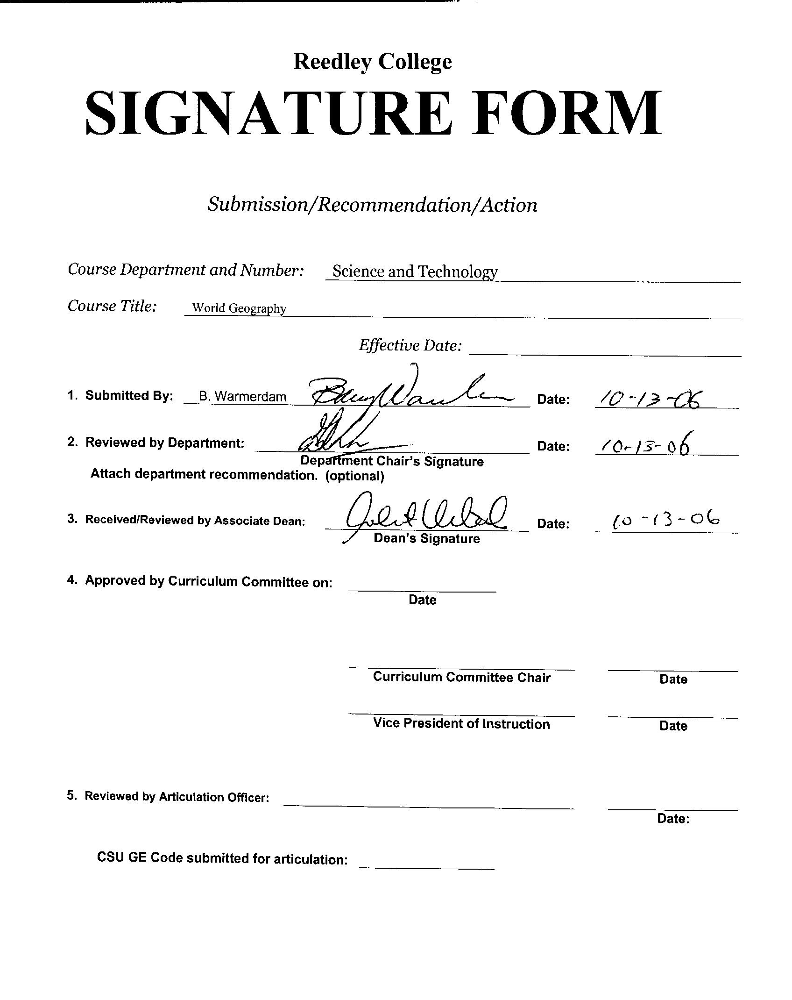 Reedley College
SIGNATURE FORM
Submission/Recommendation/Action
Course Department and Number: Science and Technology
Course Title: World Geography
Effective Date:
1. Submitted By: B. Warmerdam Date: 10-13-06
2. Reviewed by Department: Date: 10-13-06
Department Chair's Signature
Attach department recommendation. (optional)
3. Received/Reviewed by Associate Dean: Date: 10-13-06
Dean's Signature
4. Approved by Curriculum Committee on:
Date
Curriculum Committee Chair Date
Vice President of Instruction Date
5. Reviewed by Articulation Officer:
Date:
CSU GE Code submitted for articulation: